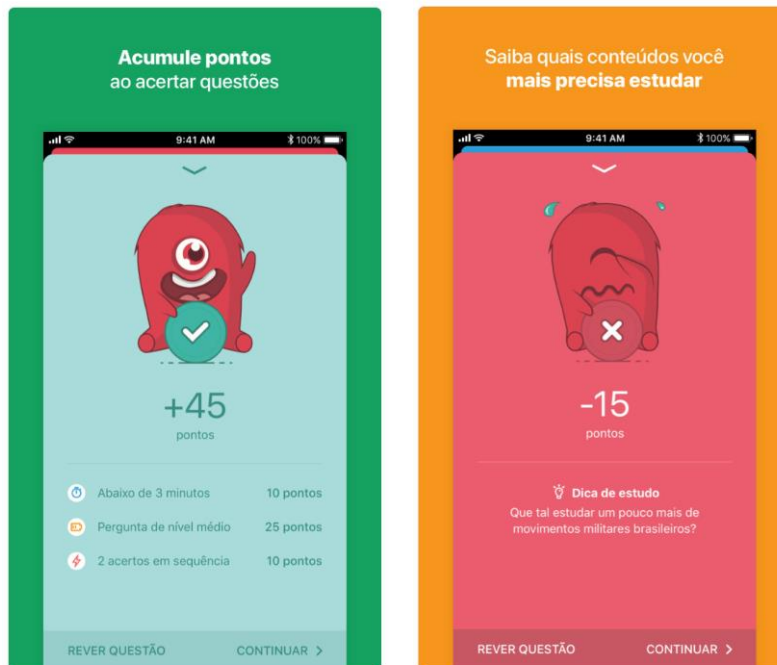 Acumule pontos
ao acertar questões
9:41 AM
100%
+45
pontos
Abaixo de 3 minutos 10 pontos
Pergunta de nível médio 25 pontos
2 acertos em sequência 10 pontos
REVER QUESTÃO CONTINUAR >
Saiba quais conteúdos você
mais precisa estudar
9:41 AM
100%
-15
pontos
Dica de estudo
Que tal estudar um pouco mais de
movimentos militares brasileiros?
REVER QUESTÃO CONTINUAR >